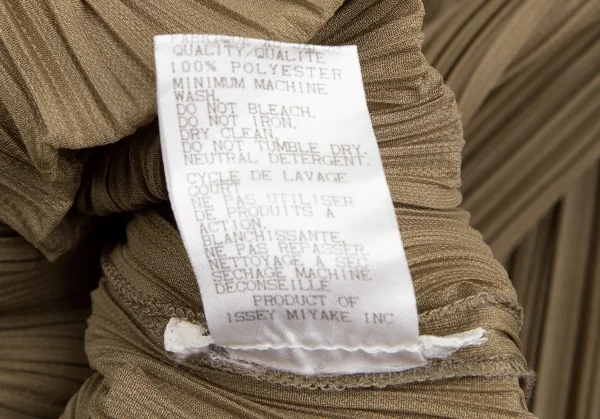 QUALITY/QUALITE
100% POLYESTER
MINIMUM MACHINE
WASH.
DO NOT BLEACH.
DO NOT IRON.
DRY CLEAN.
DO NOT TUMBLE DRY.
NEUTRAL DETERGENT.
CYCLE DE LAVAGE
COURT
NE PAS UTILISER
DE PRODUITS A
ACTION.
BLANCHISSANTE.
NE PAS REPASSER.
NETTOYAGE A SEC
SECHAGE MACHINE
DECONSEILLE
PRODUCT OF
ISSEY MIYAKE INC